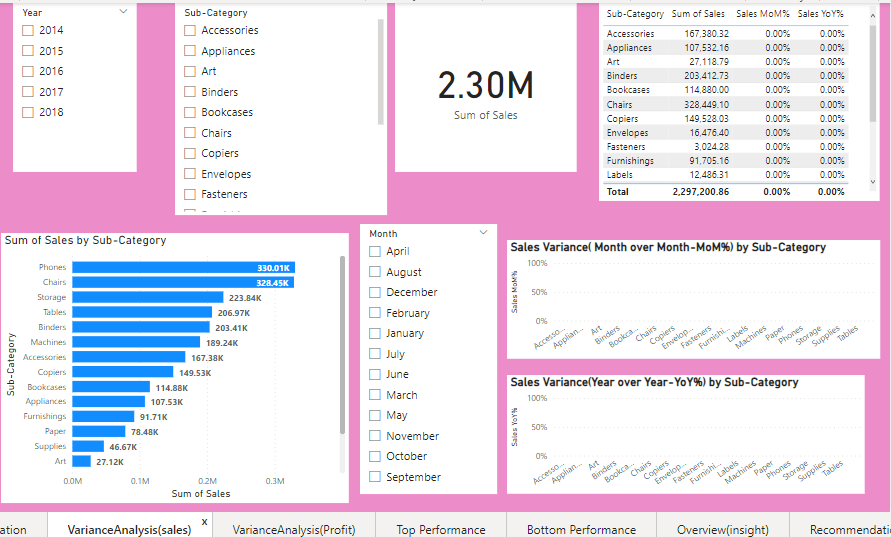 Year
2014
2015
2016
2017
2018
Sub-Category
Accessories
Appliances
Art
Binders
Bookcases
Chairs
Copiers
Envelopes
Fasteners
2.30M
Sum of Sales
Sub-Category Sum of Sales Sales MoM% Sales YoY%
Accessories 167,380.32 0.00% 0.00%
Appliances 107,532.16 0.00% 0.00%
Art 27,118.79 0.00% 0.00%
Binders 203,412.73 0.00% 0.00%
Bookcases 114,880.00 0.00% 0.00%
Chairs 328,449.10 0.00% 0.00%
Copiers 149,528.03 0.00% 0.00%
Envelopes 16,476.40 0.00% 0.00%
Fasteners 3,024.28 0.00% 0.00%
Furnishings 91,705.16 0.00% 0.00%
Labels 12,486.31 0.00% 0.00%
Total 2,297,200.86 0.00% 0.00%
Sum of Sales by Sub-Category
Sub-Category
Phones 330.01K
Chairs 328.45K
Storage 223.84K
Tables 206.97K
Binders 203.41K
Machines 189.24K
Accessories 167.38K
Copiers 149.53K
Bookcases 114.88K
Appliances 107.53K
Furnishings 91.71K
Paper 78.48K
Supplies 46.67K
Art 27.12K
0.0M 0.1M 0.2M 0.3M
Sum of Sales
Month
April
August
December
February
January
July
June
March
May
November
October
September
Sales Variance( Month over Month-MoM%) by Sub-Category
Sales MoM%
100%
50%
0%
Accesso... Applian... Art Binders Bookca... Chairs Copiers Envelop... Fasteners Furnishi... Labels Machines Paper Phones Storage Supplies Tables
Sales Variance(Year over Year-YoY%) by Sub-Category
Sales YoY%
100%
50%
0%
Accesso... Applian... Art Binders Bookca... Chairs Copiers Envelop... Fasteners Furnishi... Labels Machines Paper Phones Storage Supplies Tables
ation VarianceAnalysis(sales) x VarianceAnalysis(Profit) Top Performance Bottom Performance Overview(insight) Recommendati